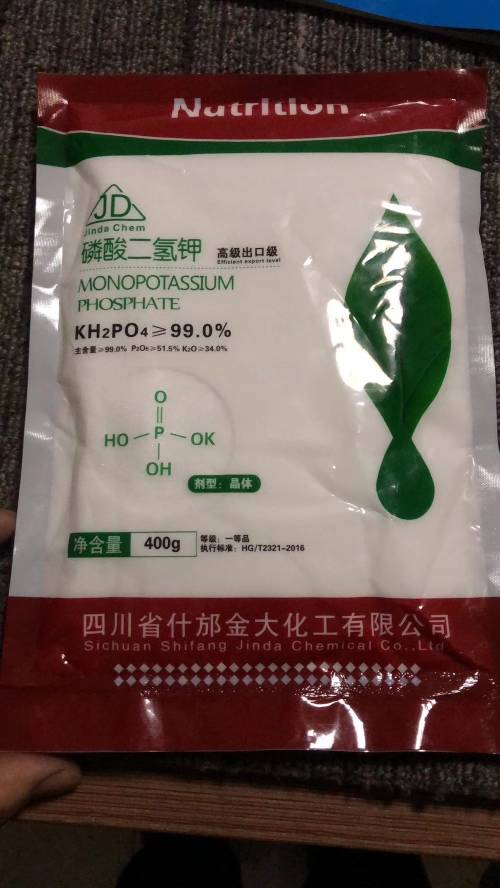 Nutrition
JD
Jinda Chem
磷酸二氢钾
高级出口级
Efficient export level
MONOPOTASSIUM
PHOSPHATE
KH₂PO₄≥99.0%
主含量≥99.0% P₂O₅≥51.5% K₂O≥34.0%
O
HO P OK
OH
剂型：晶体
净含量 400g
等级：一等品
执行标准：HG/T2321-2016
四川省什邡金大化工有限公司
Sichuan Shifang Jinda Chemical Co.,Ltd